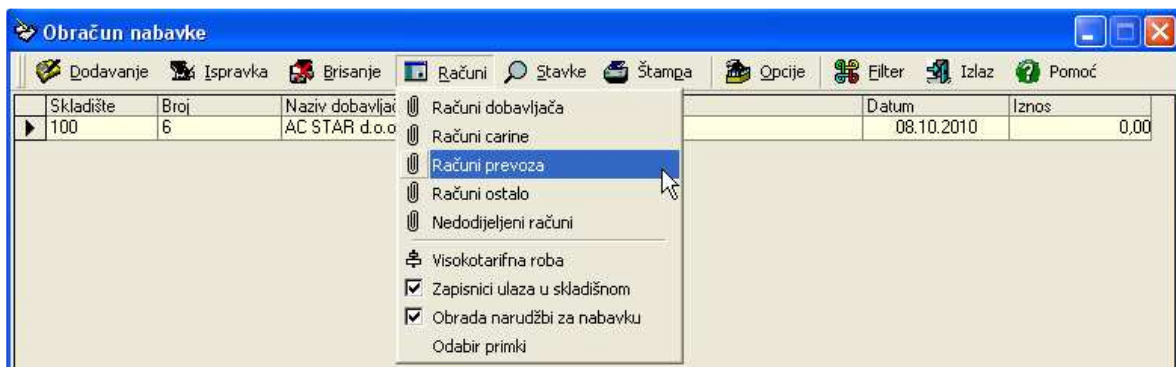 Obračun nabavke
Dodavanje Ispravka Brisanje Računi Stavke Štampa Opcije Filter Izlaz Pomoć
Skladište Broj Naziv dobavljač Datum Iznos
100 6 AC STAR d.o.o 08.10.2010 0,00
Računi dobavljača
Računi carine
Računi prevoza
Računi ostalo
Nedodijeljeni računi
Visokotarifna roba
Zapisnici ulaza u skladišnom
Obrada narudžbi za nabavku
Odabir primki